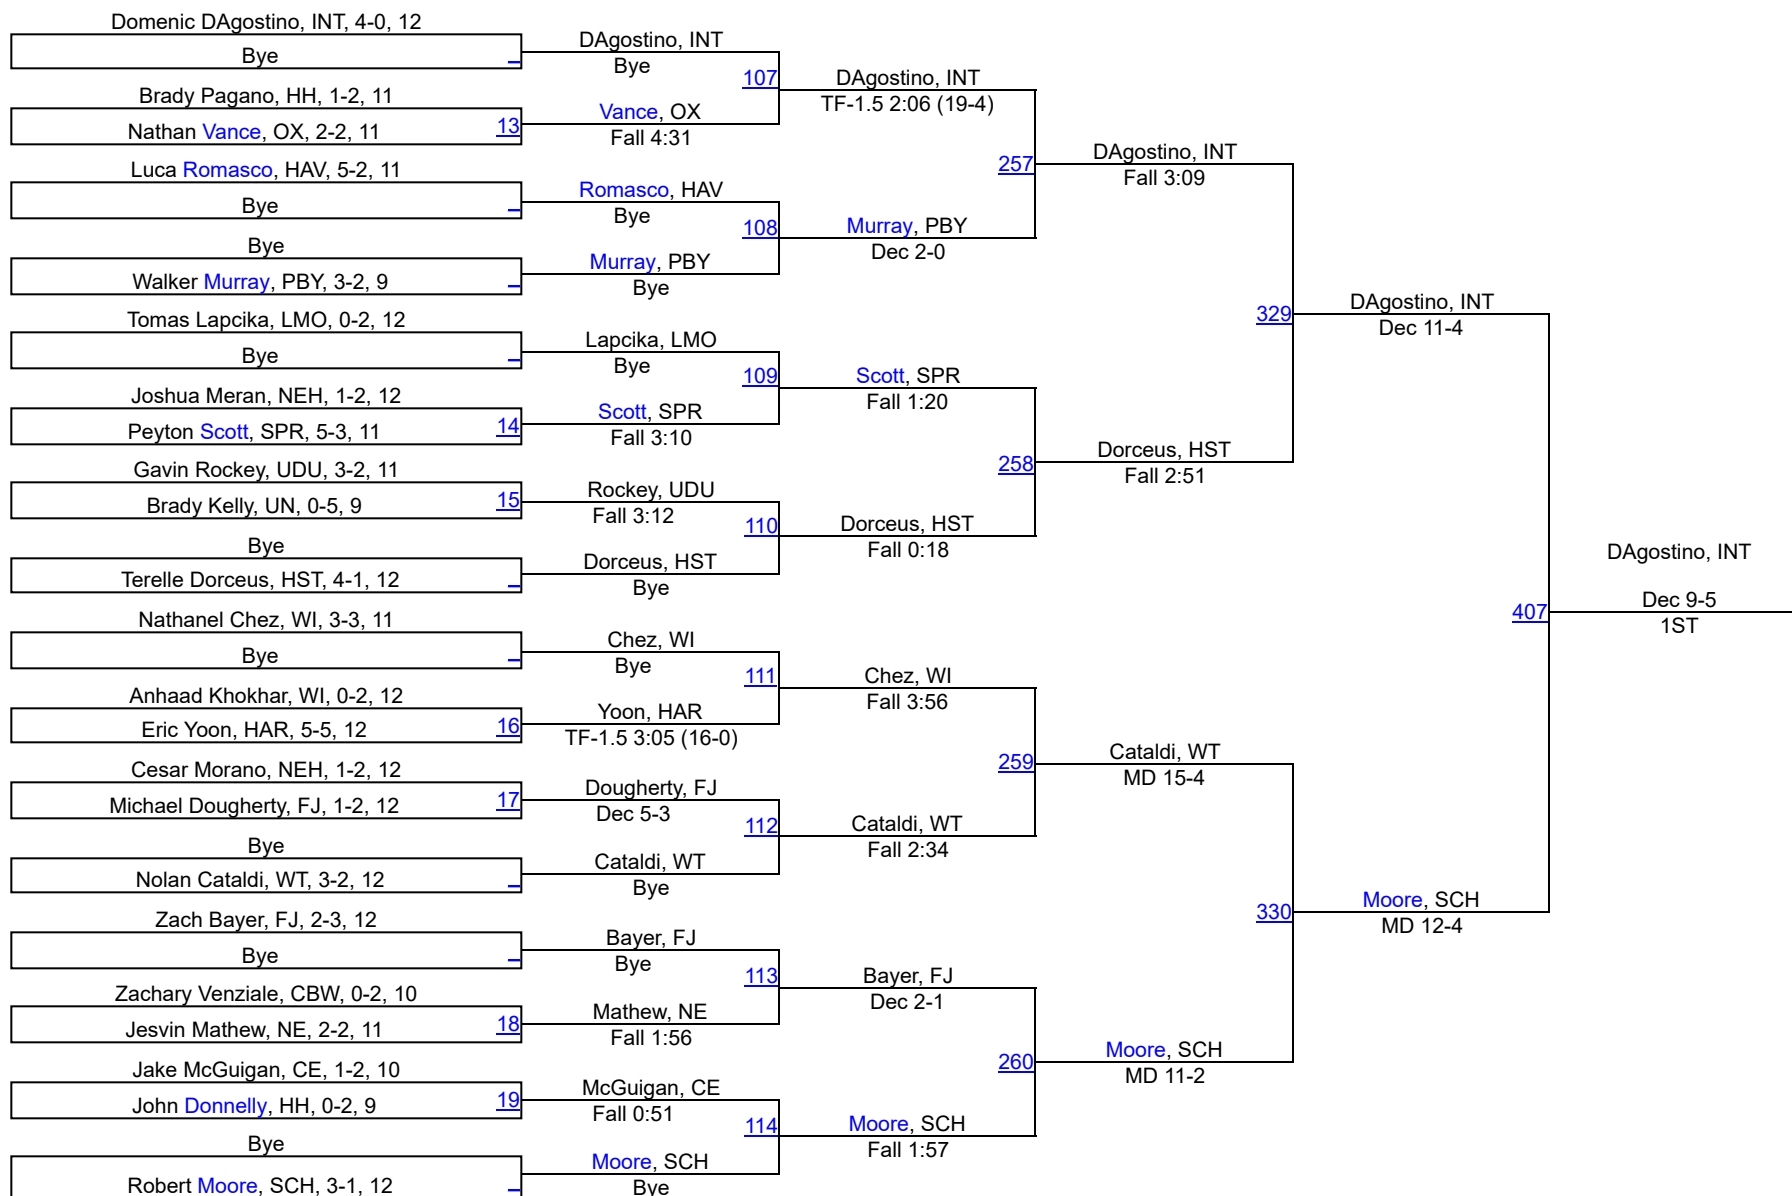 Domenic DAgostino, INT, 4-0, 12
Bye
Brady Pagano, HH, 1-2, 11
Nathan Vance, OX, 2-2, 11
13
Luca Romasco, HAV, 5-2, 11
Bye
Bye
Walker Murray, PBY, 3-2, 9
Tomas Lapcika, LMO, 0-2, 12
Bye
Joshua Meran, NEH, 1-2, 12
Peyton Scott, SPR, 5-3, 11
14
Gavin Rockey, UDU, 3-2, 11
Brady Kelly, UN, 0-5, 9
15
Bye
Terelle Dorceus, HST, 4-1, 12
Nathanel Chez, WI, 3-3, 11
Bye
Anhaad Khokhar, WI, 0-2, 12
Eric Yoon, HAR, 5-5, 12
16
Cesar Morano, NEH, 1-2, 12
Michael Dougherty, FJ, 1-2, 12
17
Bye
Nolan Cataldi, WT, 3-2, 12
Zach Bayer, FJ, 2-3, 12
Bye
Zachary Venziale, CBW, 0-2, 10
Jesvin Mathew, NE, 2-2, 11
18
Jake McGuigan, CE, 1-2, 10
John Donnelly, HH, 0-2, 9
19
Bye
Robert Moore, SCH, 3-1, 12
DAgostino, INT
Bye
107
Vance, OX
Fall 4:31
Romasco, HAV
Bye
108
Murray, PBY
Bye
Lapcika, LMO
Bye
109
Scott, SPR
Fall 3:10
Rockey, UDU
Fall 3:12
110
Dorceus, HST
Bye
Chez, WI
Bye
111
Yoon, HAR
TF-1.5 3:05 (16-0)
Dougherty, FJ
Dec 5-3
112
Cataldi, WT
Bye
Bayer, FJ
Bye
113
Mathew, NE
Fall 1:56
McGuigan, CE
Fall 0:51
114
Moore, SCH
Bye
DAgostino, INT
TF-1.5 2:06 (19-4)
257
Murray, PBY
Dec 2-0
Scott, SPR
Fall 1:20
258
Dorceus, HST
Fall 0:18
Chez, WI
Fall 3:56
259
Cataldi, WT
Fall 2:34
Bayer, FJ
Dec 2-1
260
Moore, SCH
Fall 1:57
DAgostino, INT
Fall 3:09
329
Dorceus, HST
Fall 2:51
Cataldi, WT
MD 15-4
330
Moore, SCH
MD 11-2
DAgostino, INT
Dec 11-4
407
Moore, SCH
MD 12-4
DAgostino, INT
Dec 9-5
1ST